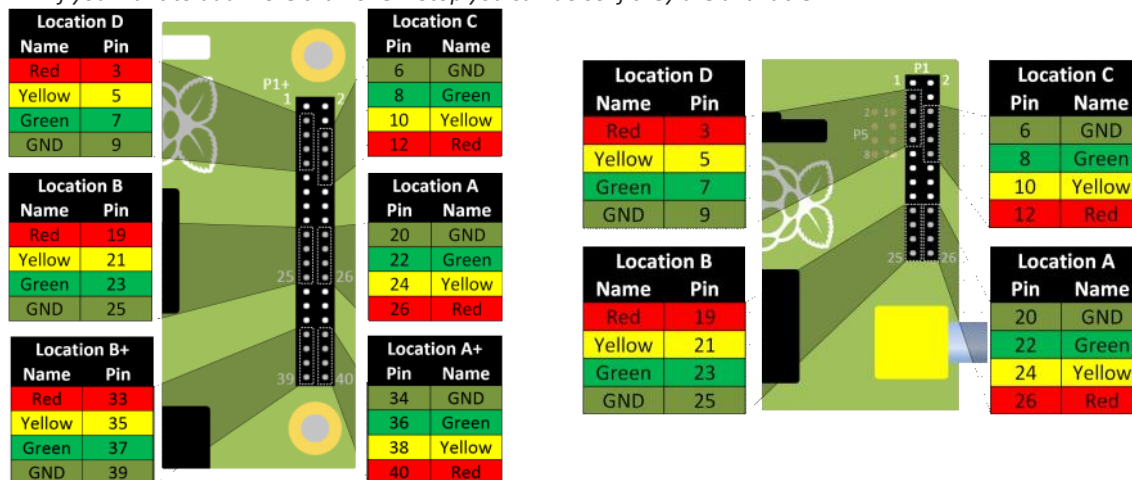 Location D
Name Pin
Red 3
Yellow 5
Green 7
GND 9
Location B
Name Pin
Red 19
Yellow 21
Green 23
GND 25
Location B+
Name Pin
Red 33
Yellow 35
Green 37
GND 39
P1+
1 2
25 26
39 40
Location C
Pin Name
6 GND
8 Green
10 Yellow
12 Red
Location A
Pin Name
20 GND
22 Green
24 Yellow
26 Red
Location A+
Pin Name
34 GND
36 Green
38 Yellow
40 Red
Location D
Name Pin
Red 3
Yellow 5
Green 7
GND 9
Location B
Name Pin
Red 19
Yellow 21
Green 23
GND 25
P1
1 2
2 1
P5
8 7
25 26
Location C
Pin Name
6 GND
8 Green
10 Yellow
12 Red
Location A
Pin Name
20 GND
22 Green
24 Yellow
26 Red